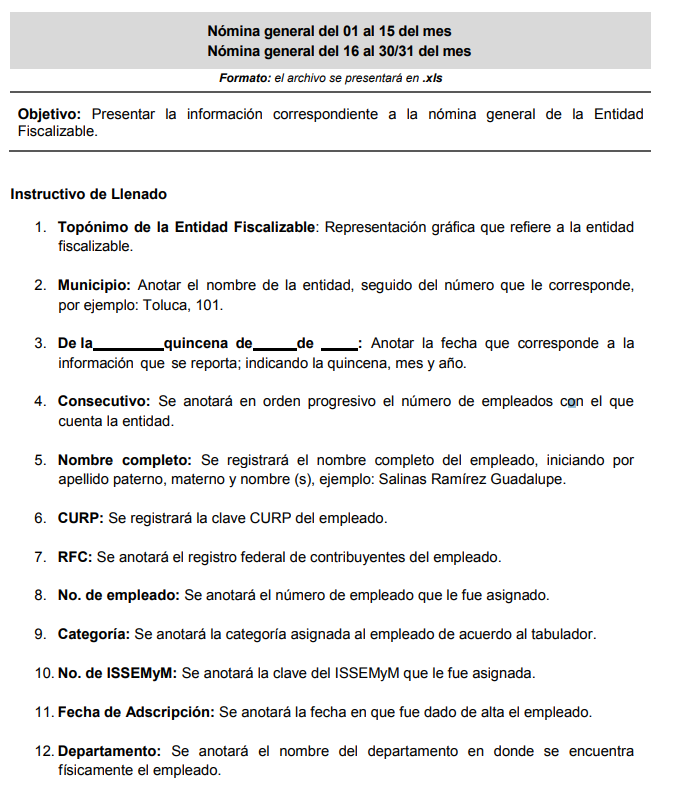 Nómina general del 01 al 15 del mes
Nómina general del 16 al 30/31 del mes
Formato: el archivo se presentará en .xls
Objetivo: Presentar la información correspondiente a la nómina general de la Entidad
Fiscalizable.
Instructivo de Llenado
1. Topónimo de la Entidad Fiscalizable: Representación gráfica que refiere a la entidad
fiscalizable.
2. Municipio: Anotar el nombre de la entidad, seguido del número que le corresponde,
por ejemplo: Toluca, 101.
3. De la_________quincena de_____de ____: Anotar la fecha que corresponde a la
información que se reporta; indicando la quincena, mes y año.
4. Consecutivo: Se anotará en orden progresivo el número de empleados con el que
cuenta la entidad.
5. Nombre completo: Se registrará el nombre completo del empleado, iniciando por
apellido paterno, materno y nombre (s), ejemplo: Salinas Ramírez Guadalupe.
6. CURP: Se registrará la clave CURP del empleado.
7. RFC: Se anotará el registro federal de contribuyentes del empleado.
8. No. de empleado: Se anotará el número de empleado que le fue asignado.
9. Categoría: Se anotará la categoría asignada al empleado de acuerdo al tabulador.
10. No. de ISSEMyM: Se anotará la clave del ISSEMyM que le fue asignada.
11. Fecha de Adscripción: Se anotará la fecha en que fue dado de alta el empleado.
12. Departamento: Se anotará el nombre del departamento en donde se encuentra
físicamente el empleado.